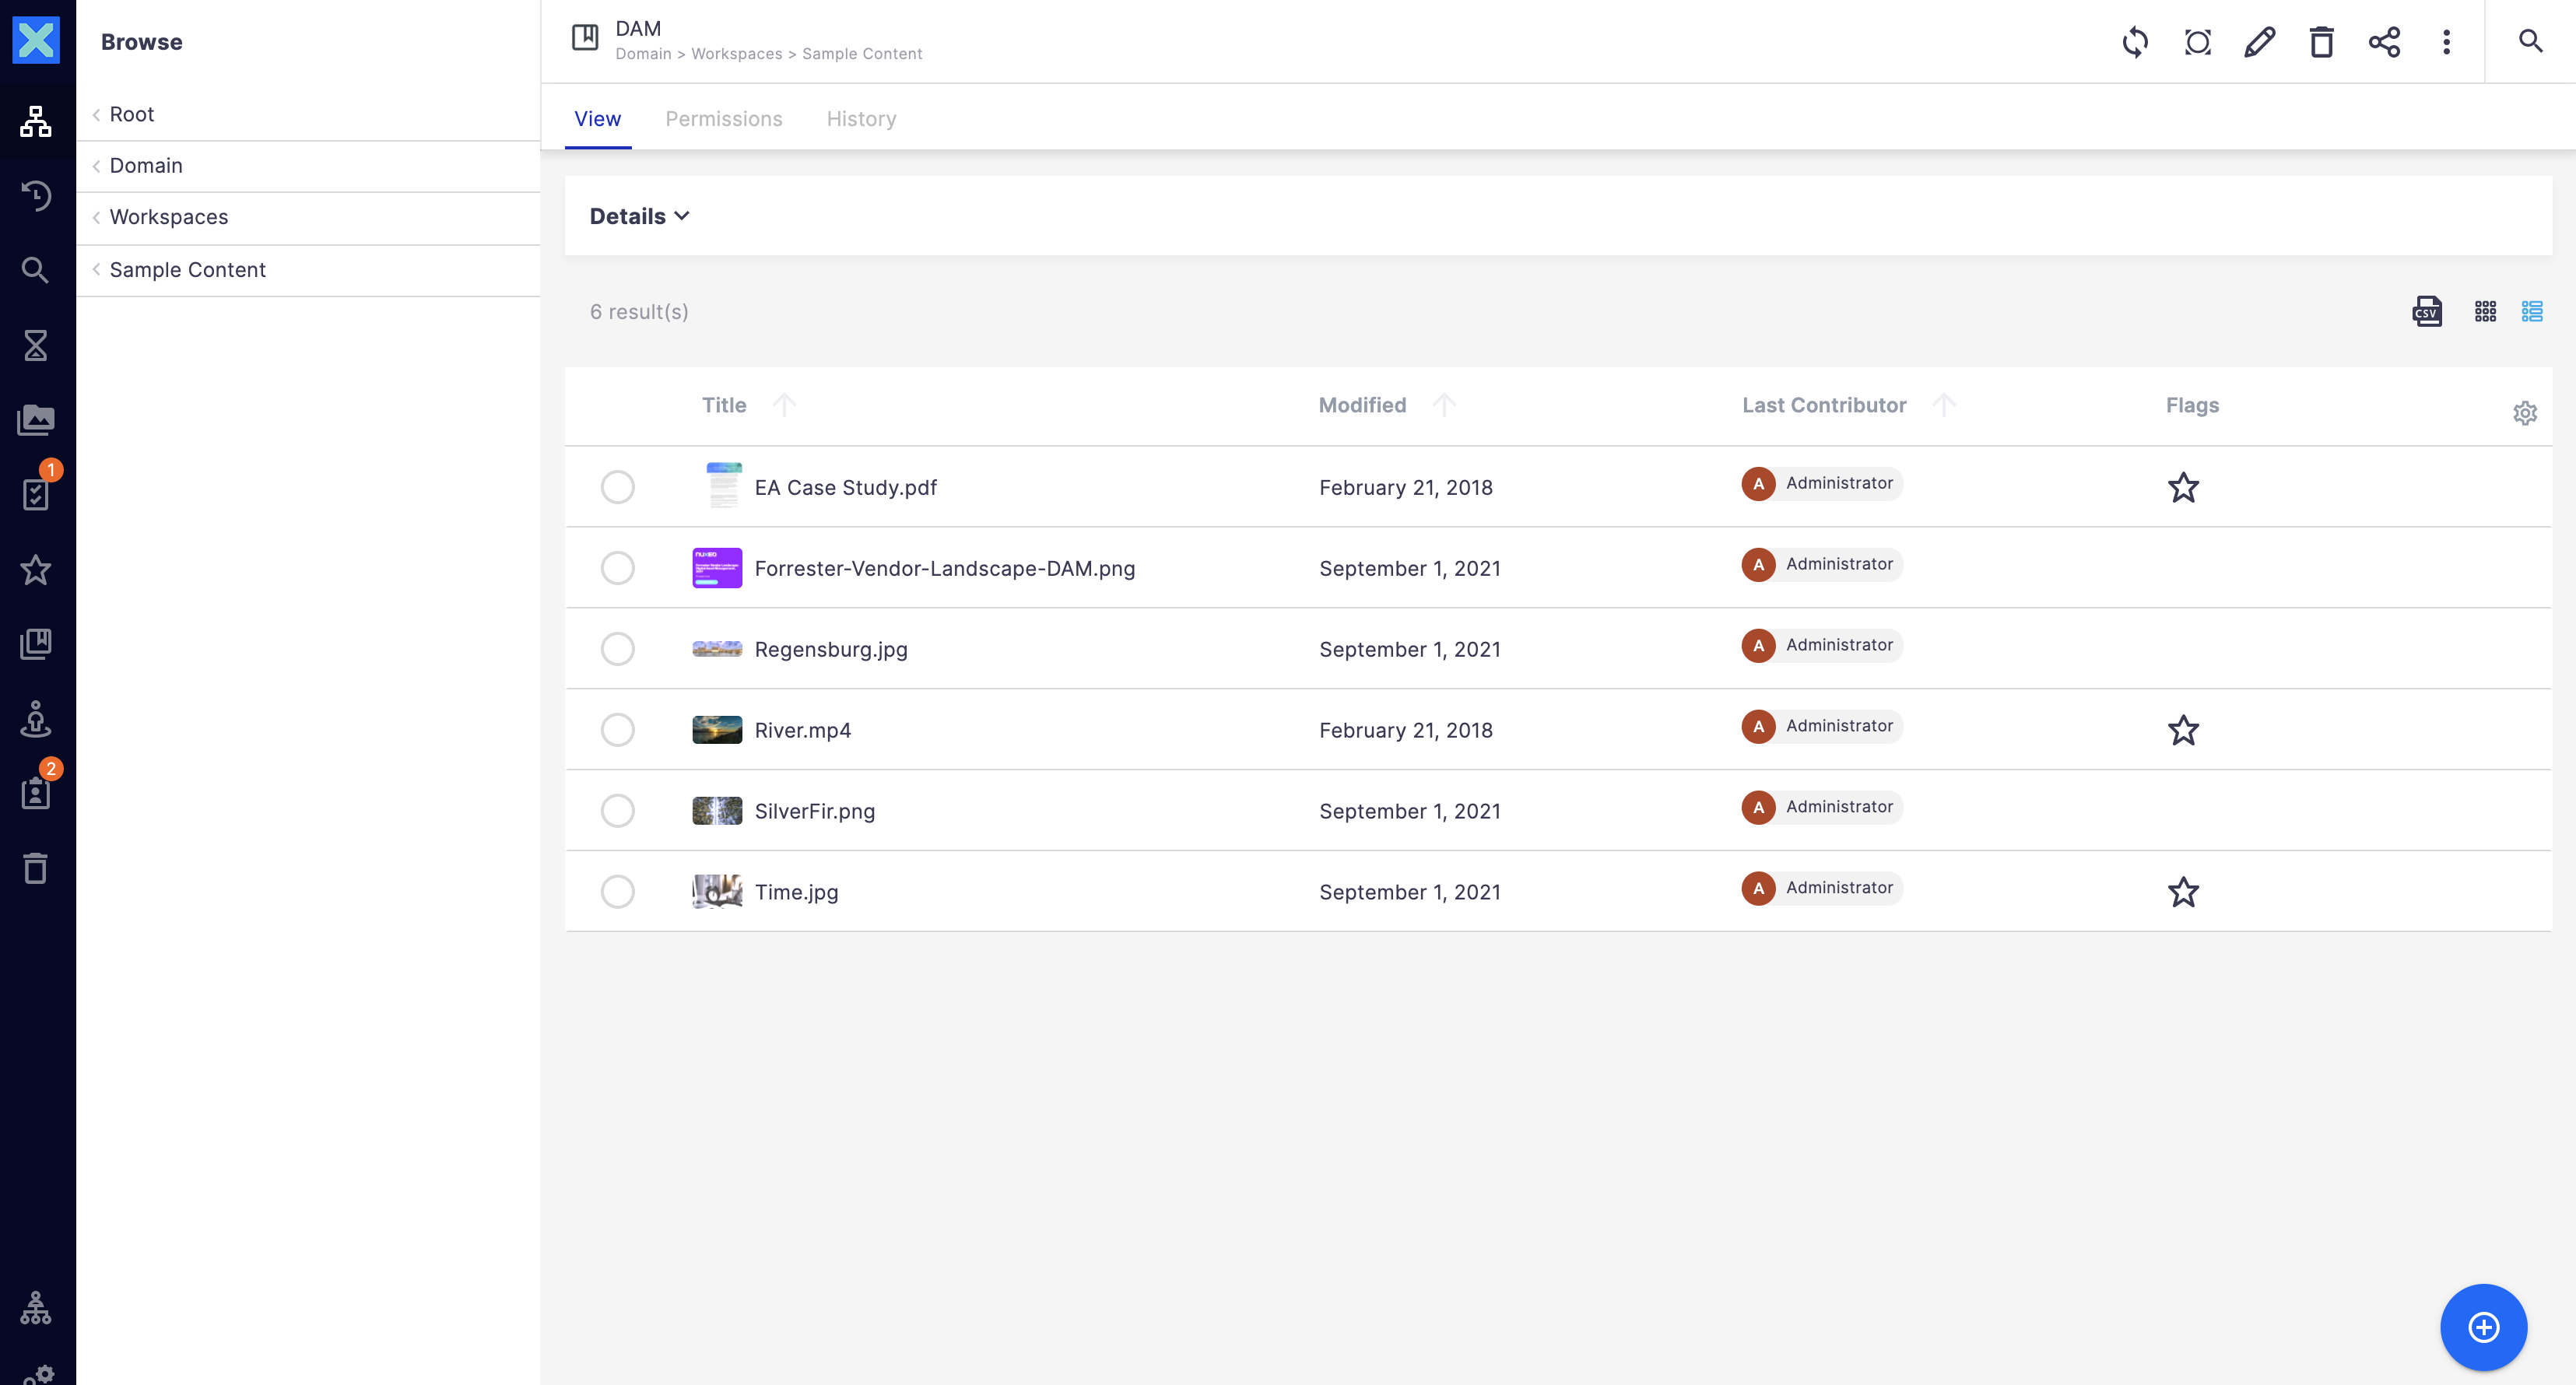 Browse
Root
Domain
Workspaces
Sample Content
1
2
DAM
Domain > Workspaces > Sample Content
View Permissions History
Details
6 result(s)
CSV
Title Modified Last Contributor Flags
EA Case Study.pdf February 21, 2018 A Administrator
Forrester-Vendor-Landscape-DAM.png September 1, 2021 A Administrator
Regensburg.jpg September 1, 2021 A Administrator
River.mp4 February 21, 2018 A Administrator
SilverFir.png September 1, 2021 A Administrator
Time.jpg September 1, 2021 A Administrator